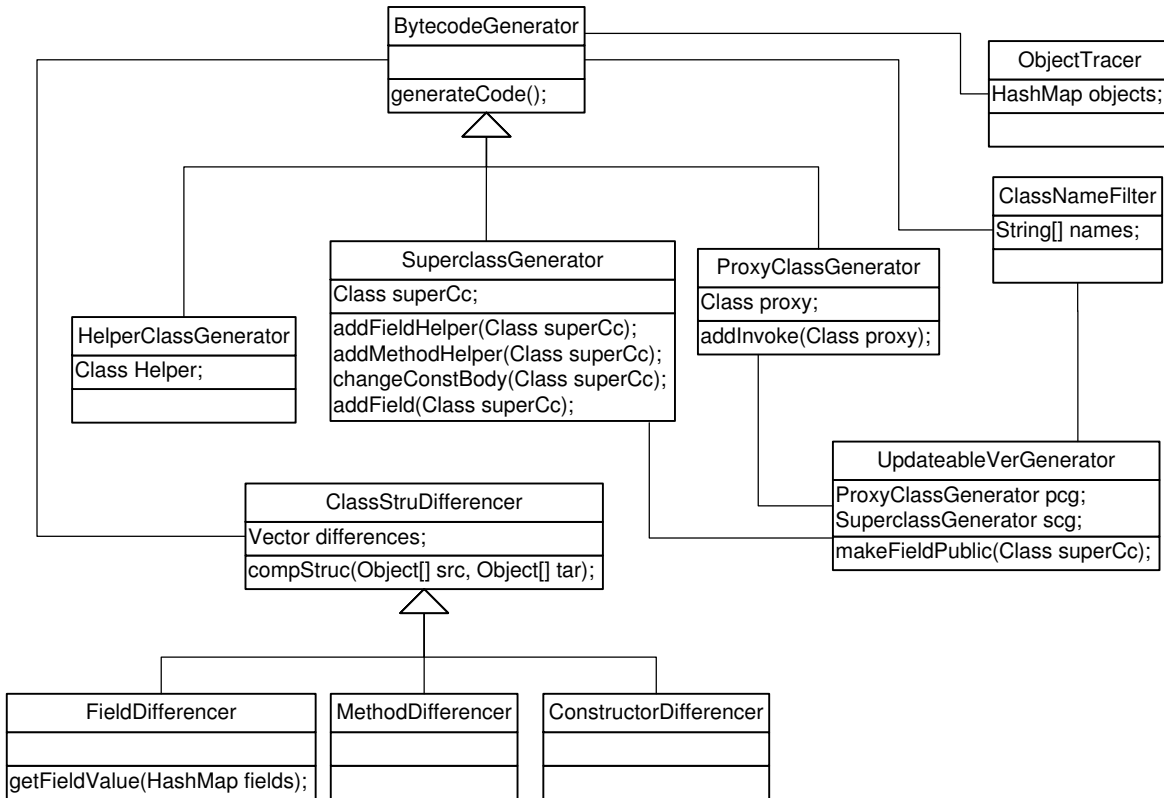 BytecodeGenerator
generateCode();
ObjectTracer
HashMap objects;
ClassNameFilter
String[] names;
SuperclassGenerator
Class superCc;
addFieldHelper(Class superCc);
addMethodHelper(Class superCc);
changeConstBody(Class superCc);
addField(Class superCc);
ProxyClassGenerator
Class proxy;
addInvoke(Class proxy);
HelperClassGenerator
Class Helper;
UpdateableVerGenerator
ProxyClassGenerator pcg;
SuperclassGenerator scg;
makeFieldPublic(Class superCc);
ClassStruDifferencer
Vector differences;
compStruc(Object[] src, Object[] tar);
FieldDifferencer
getFieldValue(HashMap fields);
MethodDifferencer
ConstructorDifferencer